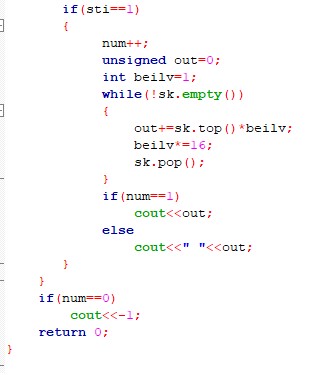 if(sti==1)
{
num++;
unsigned out=0;
int beilv=1;
while(!sk.empty())
{
out+=sk.top()*beilv;
beilv*=16;
sk.pop();
}
if(num==1)
cout<<out;
else
cout<<" "<<out;
}
}
if(num==0)
cout<<-1;
return 0;
}